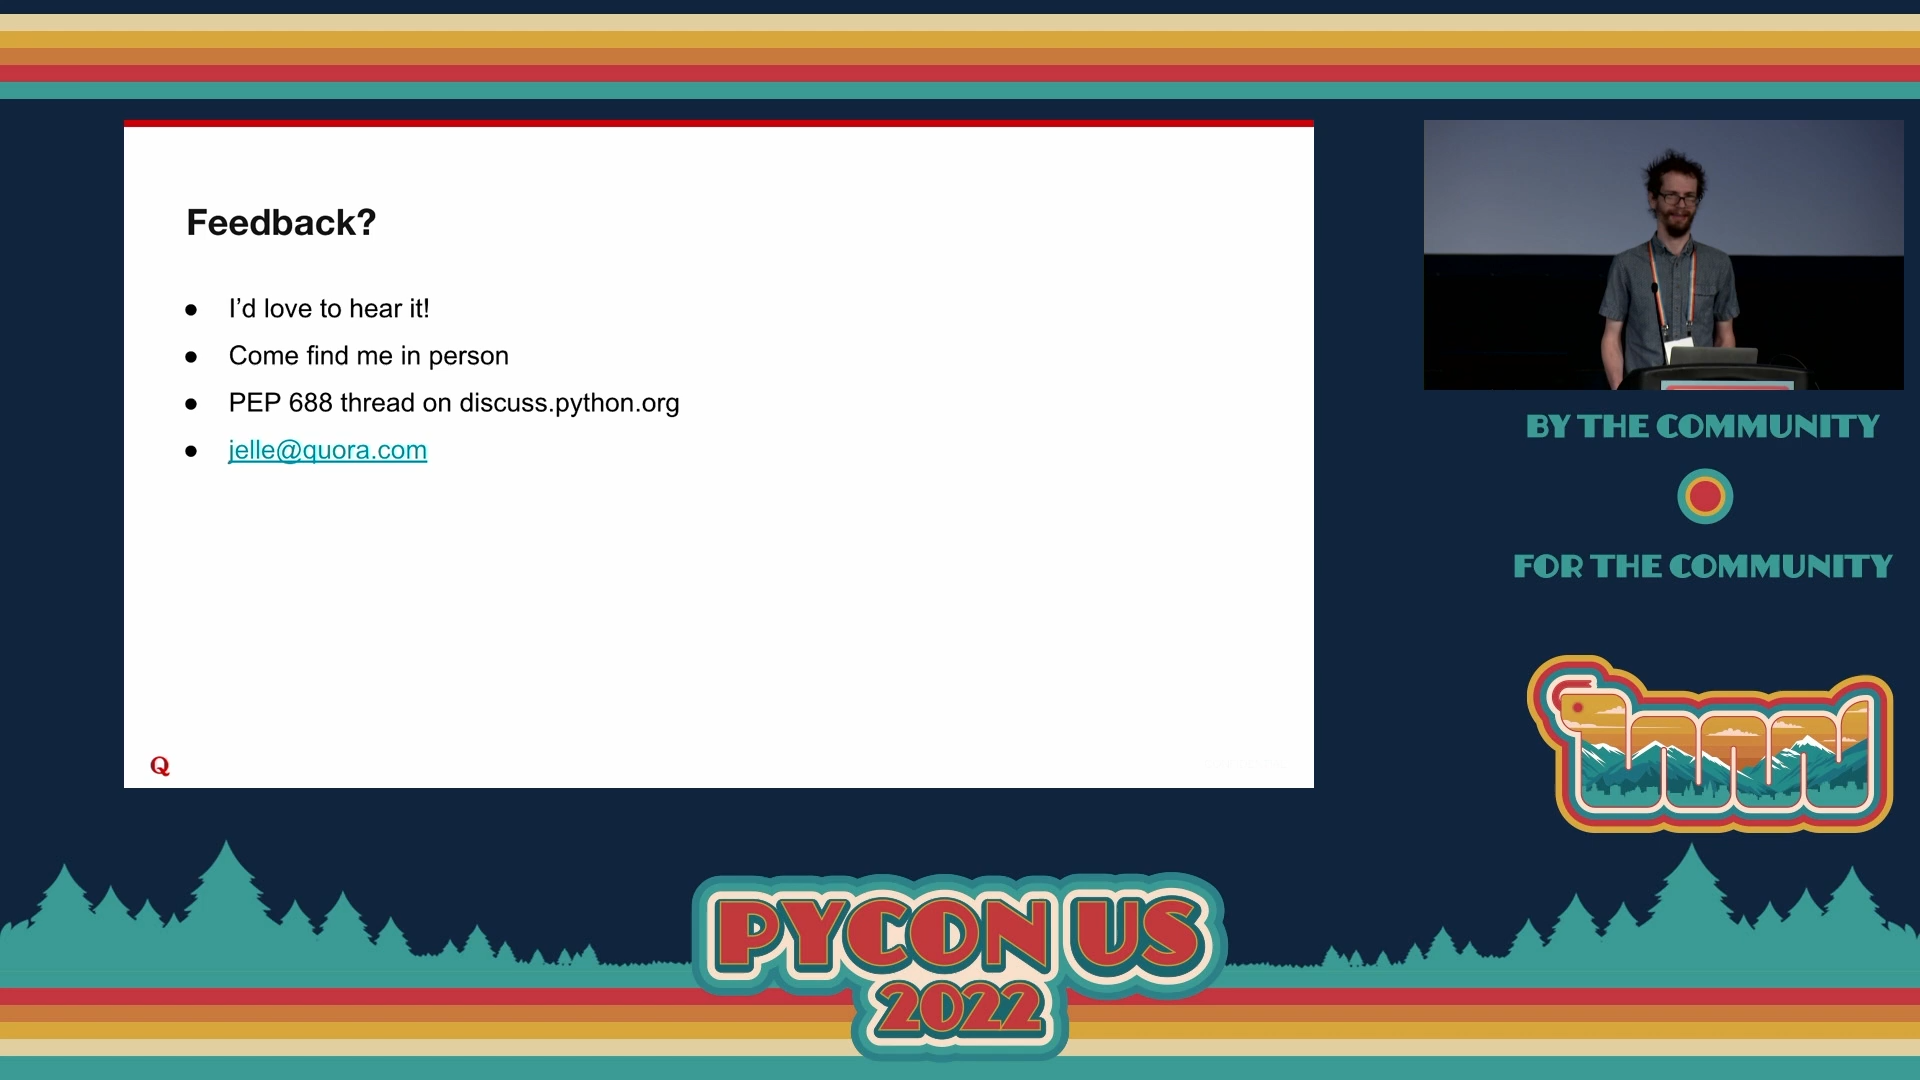 Feedback?
● I’d love to hear it!
● Come find me in person
● PEP 688 thread on discuss.python.org
● jelle@quora.com
Q
BY THE COMMUNITY
FOR THE COMMUNITY
PYCON US
2022